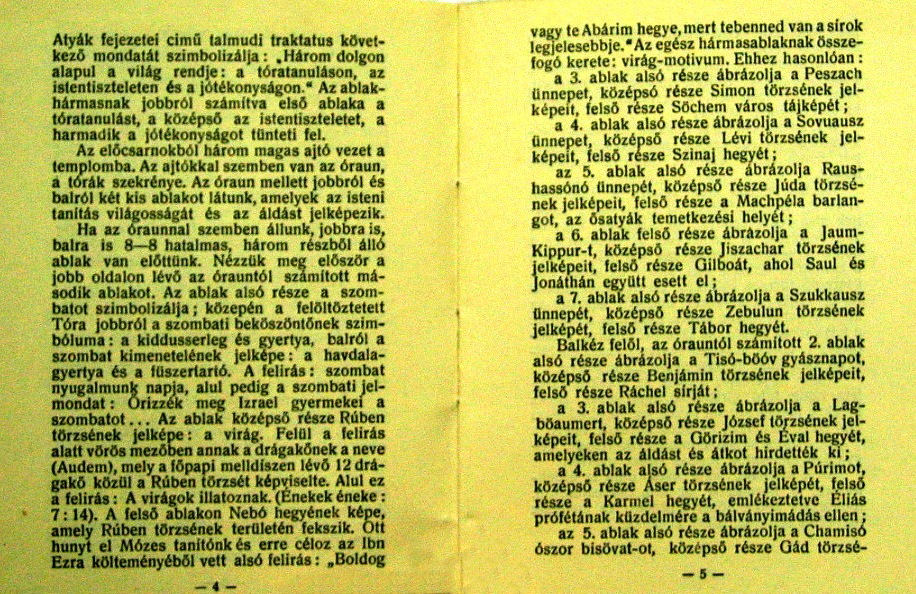 Atyák fejezetei cimű talmudi traktatus követ-
kező mondatát szimbolizálja: „Három dolgon
alapul a világ rendje: a tóratanuláson, az
istentiszteleten és a jótékonyságon." Az ablak-
hármasnak jobbról számítva első ablaka a
tóratanulást, a középső az istentiszteletet, a
harmadik a jótékonyságot tünteti fel.
Az előcsarnokból három magas ajtó vezet a
templomba. Az ajtókkal szemben van az óraun,
a tórák szekrénye. Az óraun mellett jobbról és
balról két kis ablakot látunk, amelyek az isteni
tanítás világosságát és az áldást jelképezik.
Ha az óraunnal szemben állunk, jobbra is,
balra is 8—8 hatalmas, három részből álló
ablak van előttünk. Nézzük meg először a
jobb oldalon lévő az órauntól számított má-
sodik ablakot. Az ablak alsó része a szom-
batot szimbolizálja; közepén a felöltöztetett
Tóra jobbról a szombati beköszöntőnek szim-
bóluma: a kiddusserleg és gyertya, balról a
szombat kimenetelének jelképe: a havdala-
gyertya és a füszertartó. A felirás: szombat
nyugalmunk napja, alul pedig a szombati jel-
mondat: Őrizzék meg Izrael gyermekei a
szombatot... Az ablak középső része Rúben
törzsének jelképe: a virág. Felül a felirás
alatt vörös mezőben annak a drágakőnek a neve
(Audem), mely a főpapi melldiszen lévő 12 drá-
gakő közül a Rúben törzsét képviselte. Alul ez
a felirás: A virágok illatoznak. (Énekek éneke:
7:14). A felső ablakon Nebó hegyének képe,
amely Rúben törzsének területén fekszik. Ott
hunyt el Mózes tanítónk és erre céloz az Ibn
Ezra költeményéből vett alsó felirás: „Boldog
— 4 —
vagy te Abárim hegye, mert tebenned van a sírok
legjelesebbje." Az egész hármasablaknak össze-
fogó kerete: virág-motivum. Ehhez hasonlóan:
a 3. ablak alsó része ábrázolja a Peszach
ünnepet, középsó része Simon törzsének jel-
képeit, felső része Söchem város tájképét;
a 4. ablak alsó része ábrázolja a Sovuausz
ünnepet, középső része Lévi törzsének jel-
képeit, felső része Szinaj hegyét;
az 5. ablak alsó része ábrázolja Raus-
hassónó ünnepét, középső része Júda törzsé-
nek jelképeit, felső része a Machpéla barlan-
got, az ősatyák temetkezési helyét;
a 6. ablak felső része ábrázolja a Jaum-
Kippur-t, középső része Jiszachar törzsének
jelképeit, felső része Gilboát, ahol Saul és
Jonáthán együtt esett el;
a 7. ablak alsó része ábrázolja a Szukkausz
ünnepét, középső része Zebulun törzsének
jelképét, felső része Tábor hegyét.
Balkéz felől, az órauntól számított 2. ablak
alsó része ábrázolja a Tisó-böóv gyásznapot,
középső része Benjámin törzsének jelképeit,
felső része Ráchel sírját;
a 3. ablak alsó része ábrázolja a Lag-
böaumert, középső része József törzsének jel-
képeit, felső része a Görizim és Éval hegyét,
amelyeken az áldást és átkot hirdették ki;
a 4. ablak alsó része ábrázolja a Púrimot,
középső része Áser törzsének jelképét, felső
része a Karmel hegyét, emlékeztetve Éliás
prófétának küzdelmére a bálványimádás ellen;
az 5. ablak alsó része ábrázolja a Chamisó
ószor bisövat-ot, középső része Gád törzsé-
— 5 —